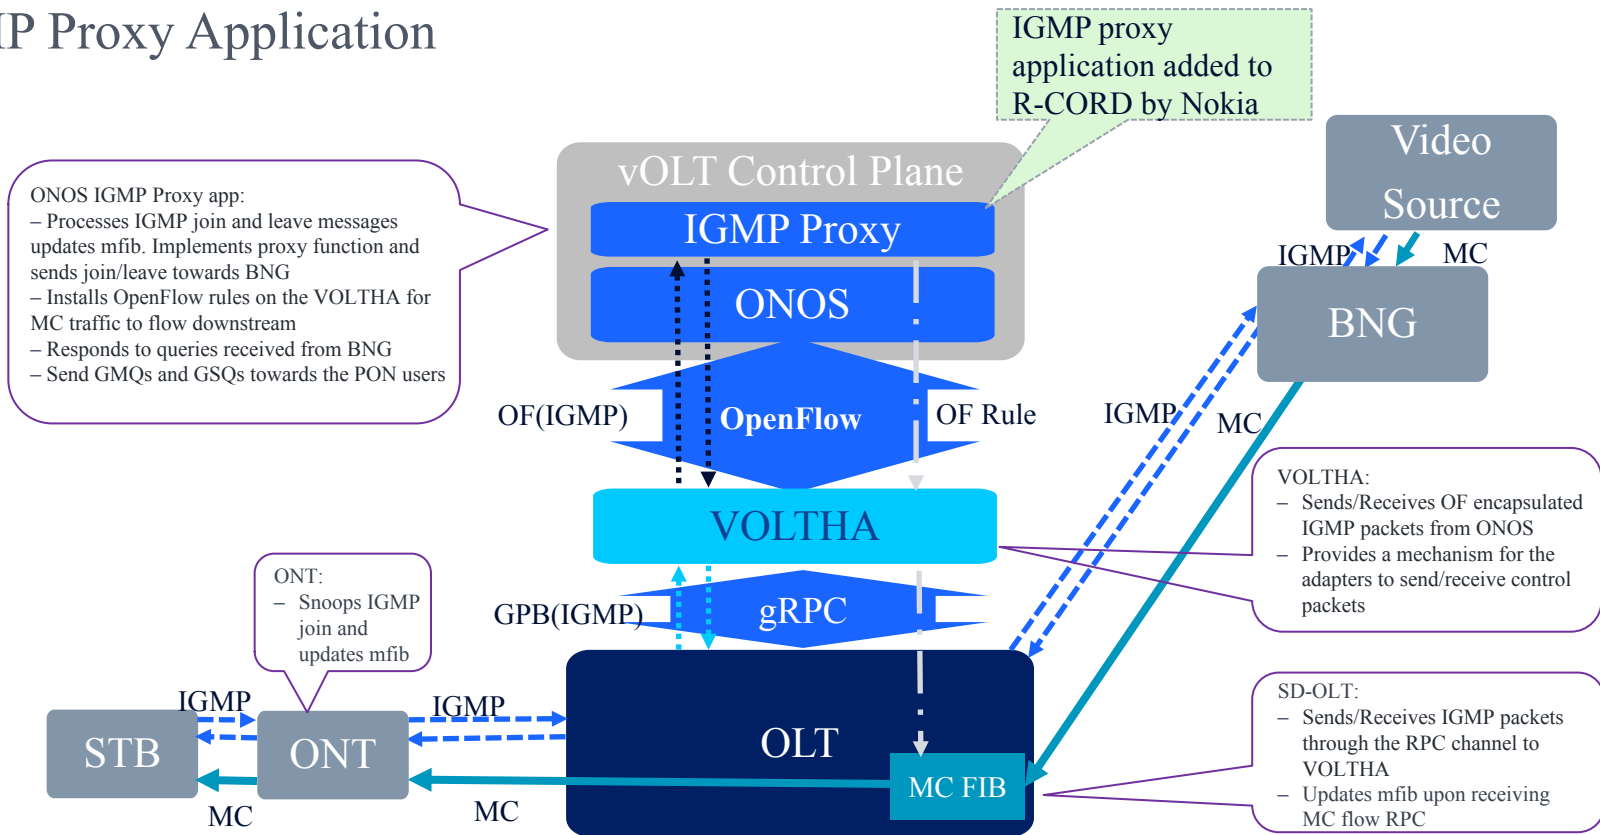 IP Proxy Application
IGMP proxy
application added to
R-CORD by Nokia
Video
Source
vOLT Control Plane
IGMP Proxy
ONOS
ONOS IGMP Proxy app:
– Processes IGMP join and leave messages
updates mfib. Implements proxy function and
sends join/leave towards BNG
– Installs OpenFlow rules on the VOLTHA for
MC traffic to flow downstream
– Responds to queries received from BNG
– Send GMQs and GSQs towards the PON users
IGMP
MC
BNG
OF(IGMP)
OpenFlow
OF Rule
IGMP
MC
VOLTHA
VOLTHA:
– Sends/Receives OF encapsulated
IGMP packets from ONOS
– Provides a mechanism for the
adapters to send/receive control
packets
ONT:
– Snoops IGMP
join and
updates mfib
GPB(IGMP)
gRPC
IGMP
IGMP
STB
ONT
OLT
MC FIB
MC
MC
SD-OLT:
– Sends/Receives IGMP packets
through the RPC channel to
VOLTHA
– Updates mfib upon receiving
MC flow RPC